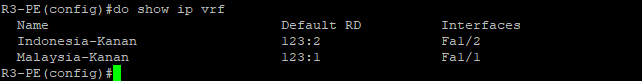 R3-PE(config)#do show ip vrf
Name Default RD Interfaces
Indonesia-Kanan 123:2 Fa1/2
Malaysia-Kanan 123:1 Fa1/1
R3-PE(config)#